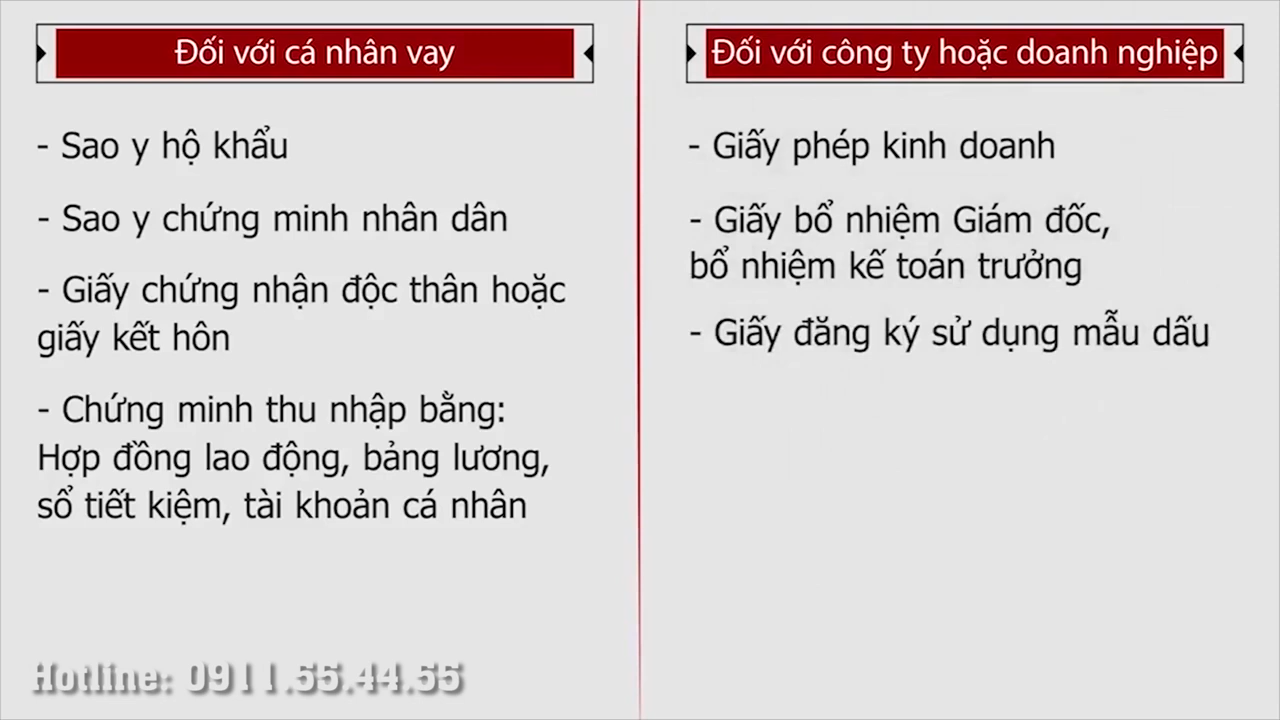 Đối với cá nhân vay
- Sao y hộ khẩu
- Sao y chứng minh nhân dân
- Giấy chứng nhận độc thân hoặc
giấy kết hôn
- Chứng minh thu nhập bằng:
Hợp đồng lao động, bảng lương,
sổ tiết kiệm, tài khoản cá nhân
Đối với công ty hoặc doanh nghiệp
- Giấy phép kinh doanh
- Giấy bổ nhiệm Giám đốc,
bổ nhiệm kế toán trưởng
- Giấy đăng ký sử dụng mẫu dấu
Hotline: 0911.55.44.55